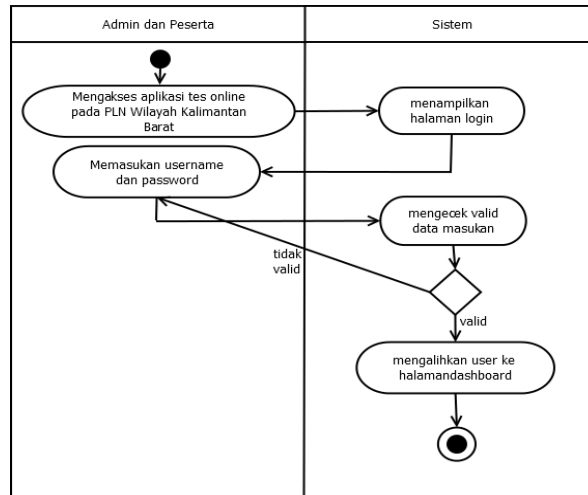 Admin dan Peserta
Sistem
Mengakses aplikasi tes online
pada PLN Wilayah Kalimantan
Barat
menampilkan
halaman login
Memasukan username
dan password
mengecek valid
data masukan
tidak
valid
valid
mengalihkan user ke
halamandashboard